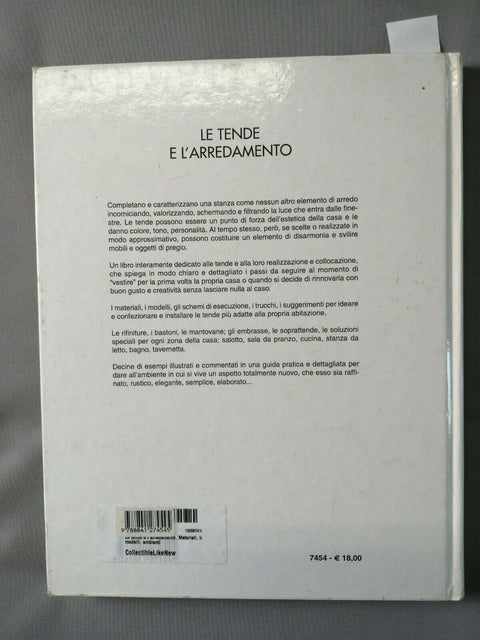 LE TENDE
E L'ARREDAMENTO
Completano e caratterizzano una stanza come nessun altro elemento di arredo
incorniciando, valorizzando, schermando e filtrando la luce che entra dalle fine-
stre. Le tende possono essere un punto di forza dell'estetica della casa e le
danno colore, tono, personalità. Al tempo stesso, però, se scelte o realizzate in
modo approssimativo, possono costituire un elemento di disarmonia e svilire
mobili e oggetti di pregio.
Un libro interamente dedicato alle tende e alla loro realizzazione e collocazione,
che spiega in modo chiaro e dettagliato i passi da seguire al momento di
"vestire" per la prima volta la propria casa o quando si decide di rinnovarla con
buon gusto e creatività senza lasciare nulla al caso.
I materiali, i modelli, gli schemi di esecuzione, i trucchi, i suggerimenti per ideare
e confezionare e installare le tende più adatte alla propria abitazione.
Le rifiniture, i bastoni, le mantovane; gli embrasse, le soprattende, le soluzioni
speciali per ogni zona della casa: salotto, sala da pranzo, cucina, stanza da
letto, bagno, tavernetta.
Decine di esempi illustrati e commentati in una guida pratica e dettagliata per
dare all'ambiente in cui si vive un aspetto totalmente nuovo, che esso sia raffi-
nato, rustico, elegante, semplice, elaborato...
9 788841 274545
Le tende e l'arredamento. Materiali,
modelli, ambienti
CollectibleLikeNew
7454 - € 18,00